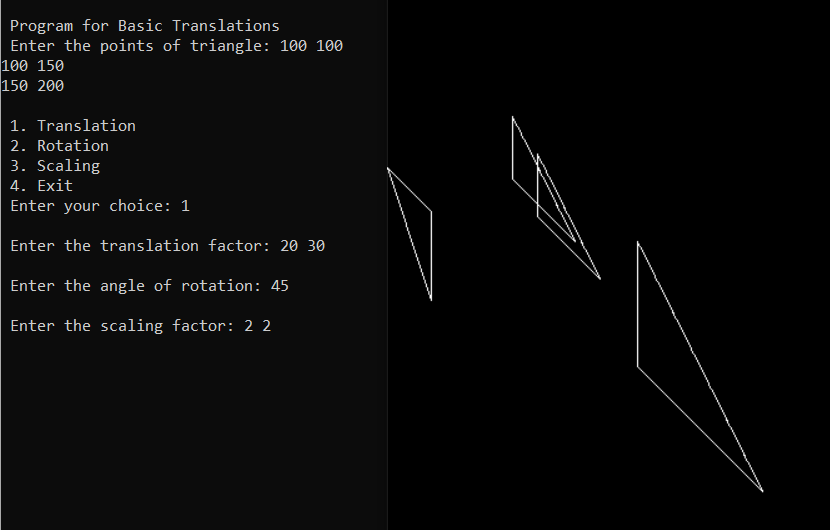 Program for Basic Translations
Enter the points of triangle: 100 100
100 150
150 200
1. Translation
2. Rotation
3. Scaling
4. Exit
Enter your choice: 1
Enter the translation factor: 20 30
Enter the angle of rotation: 45
Enter the scaling factor: 2 2